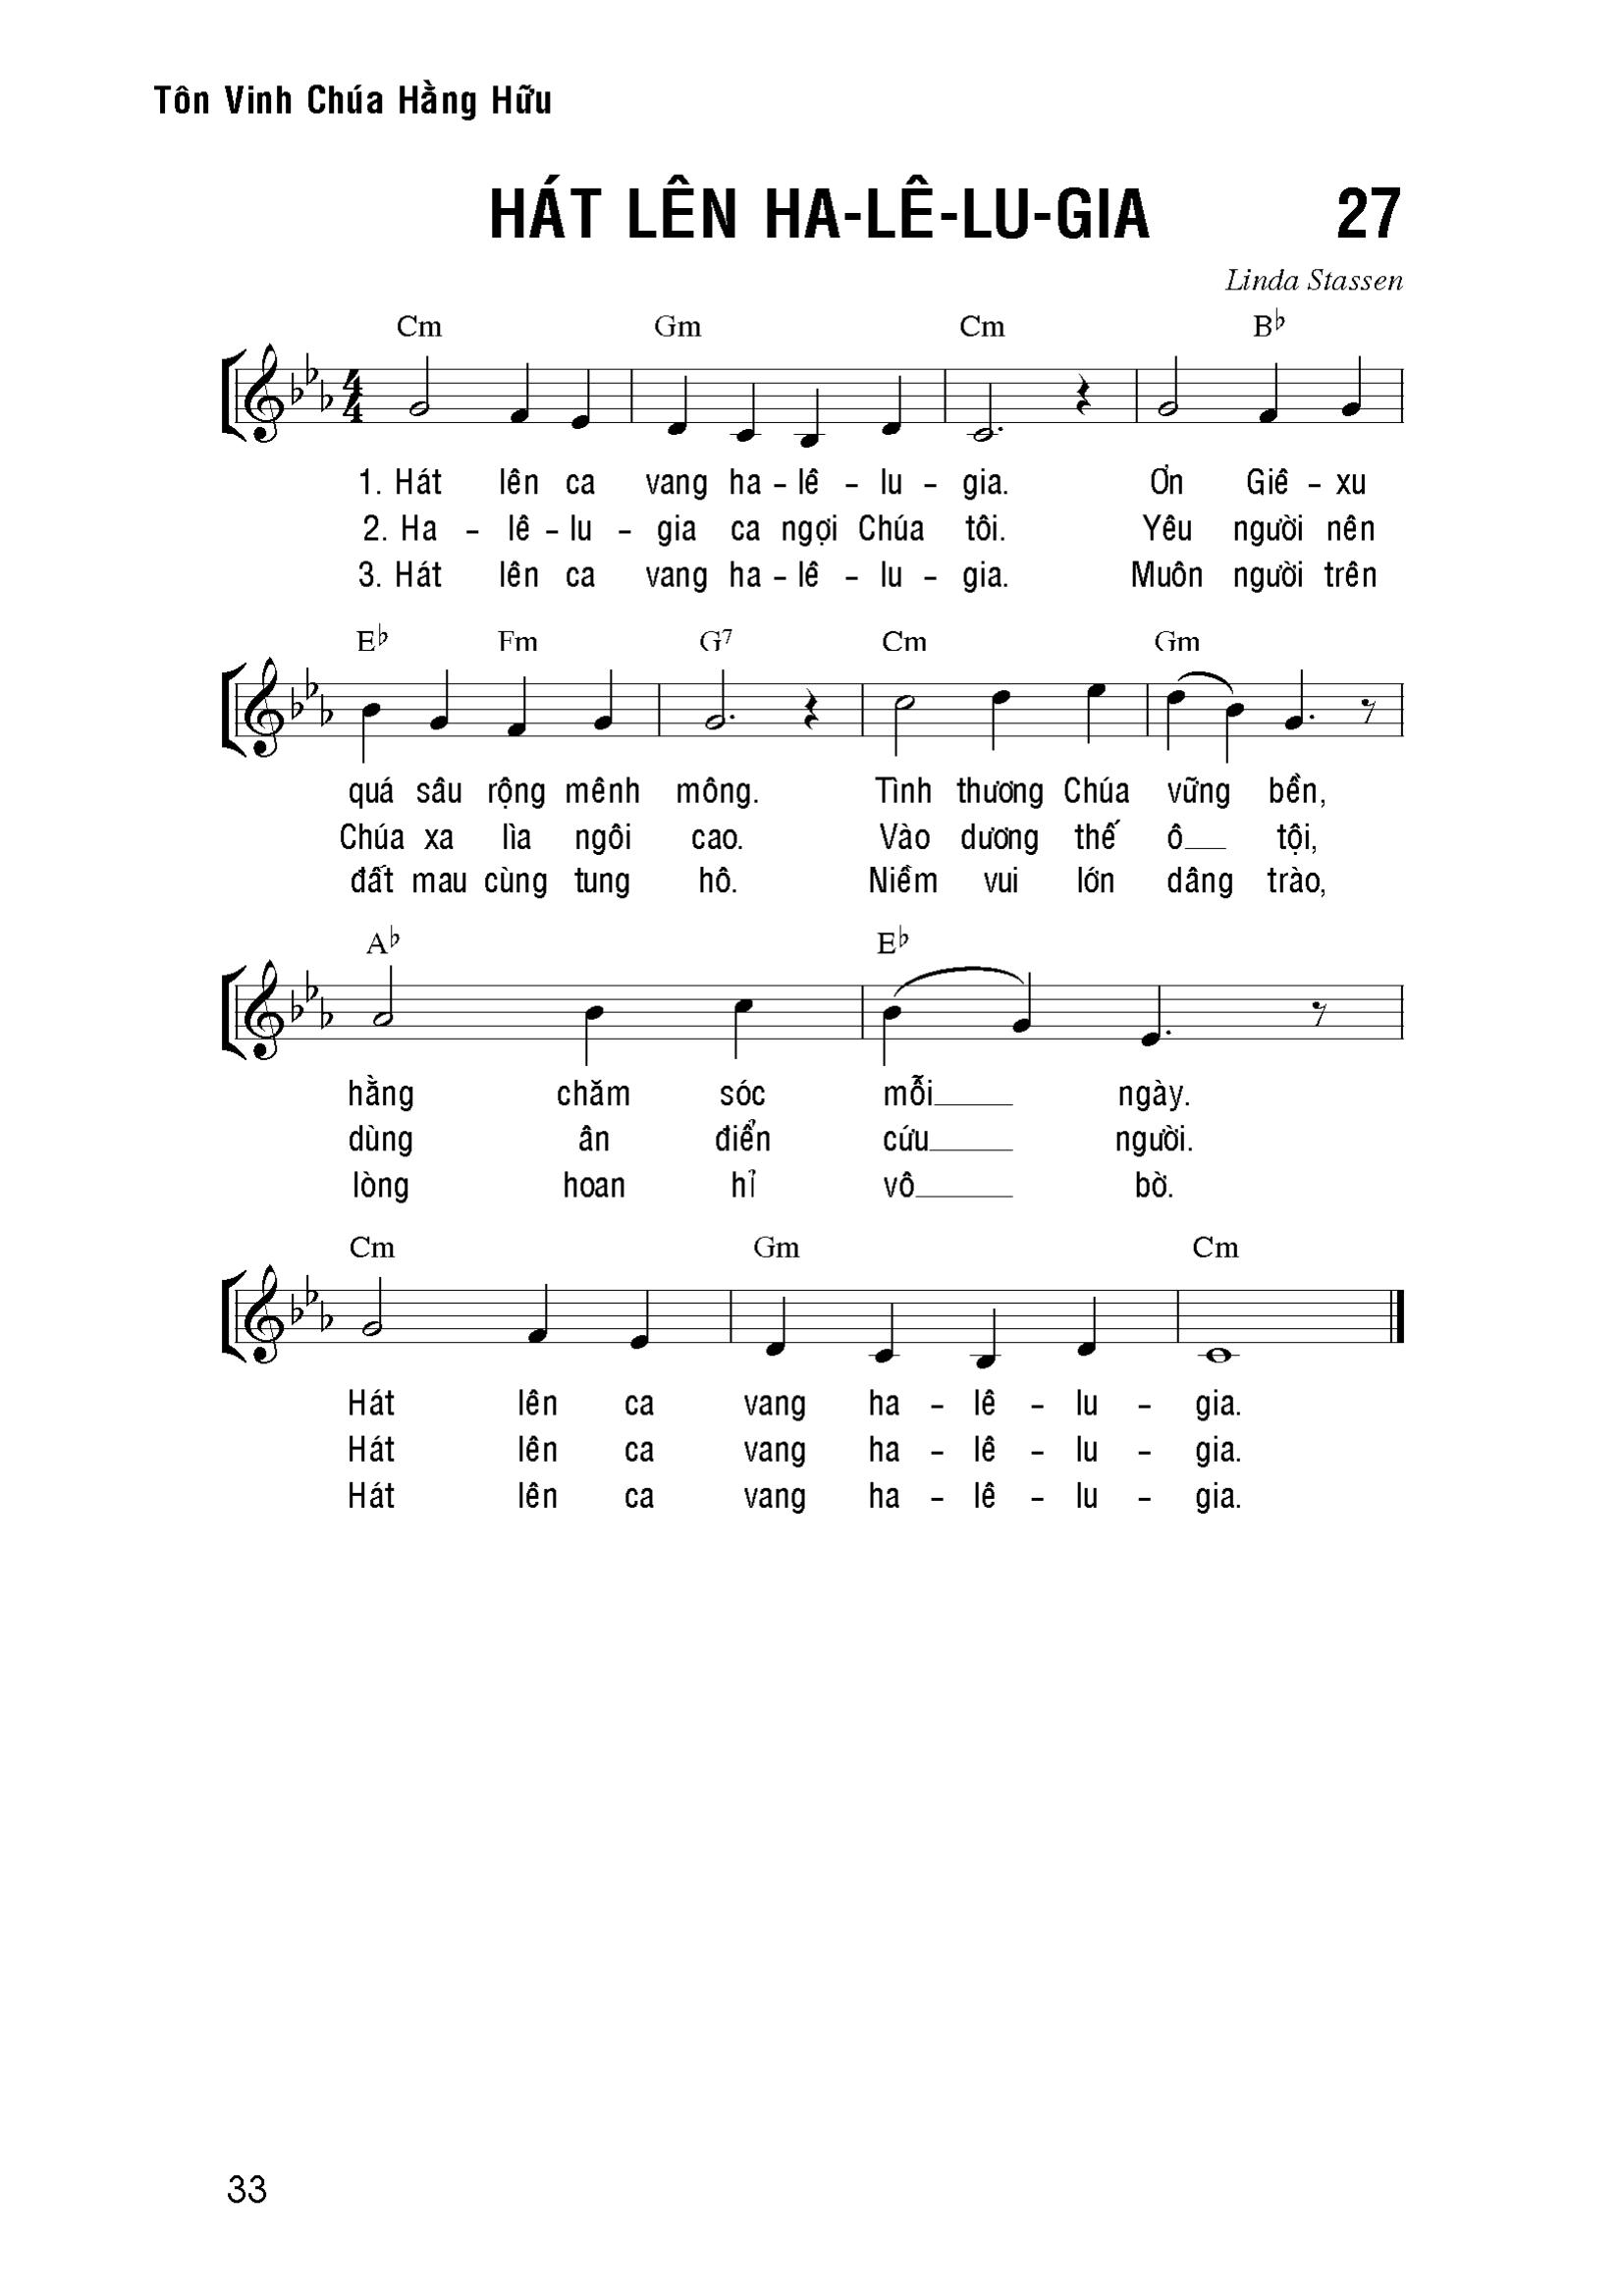 Tôn Vinh Chúa Hằng Hữu
HÁT LÊN HA-LÊ-LU-GIA 27
Linda Stassen
Cm Gm Cm B♭
1. Hát lên ca vang ha – lê – lu – gia. Ơn Giê – xu
2. Ha – lê – lu – gia ca ngợi Chúa tôi. Yêu người nên
3. Hát lên ca vang ha – lê – lu – gia. Muôn người trên
E♭ Fm G7 Cm Gm
quá sâu rộng mênh mông. Tình thương Chúa vững bền,
Chúa xa lìa ngôi cao. Vào dương thế ô tội,
đất mau cùng tung hô. Niềm vui lớn dâng trào,
A♭ E♭
hằng chăm sóc mỗi ngày.
dùng ân điển cứu người.
lòng hoan hỉ vô bờ.
Cm Gm Cm
Hát lên ca vang ha – lê – lu – gia.
Hát lên ca vang ha – lê – lu – gia.
Hát lên ca vang ha – lê – lu – gia.
33